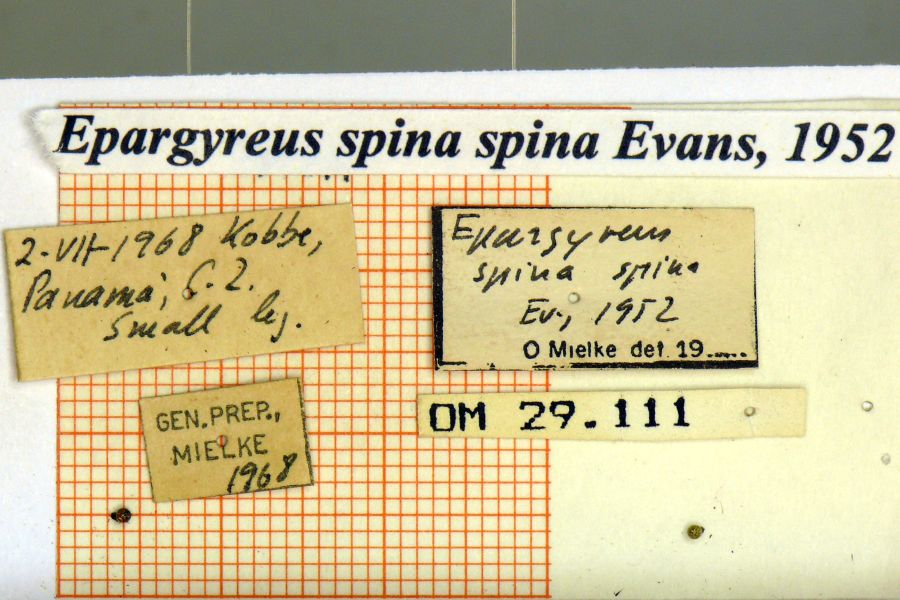 Epargyreus spina spina Evans, 1952
2-VII-1968 Kobbe,
Panamá, C.Z.
Small leg.
Epargyreus
spina spina
Ev., 1952
O Mielke det. 19.....
GEN.PREP.,
MIELKE
1968
OM 29.111